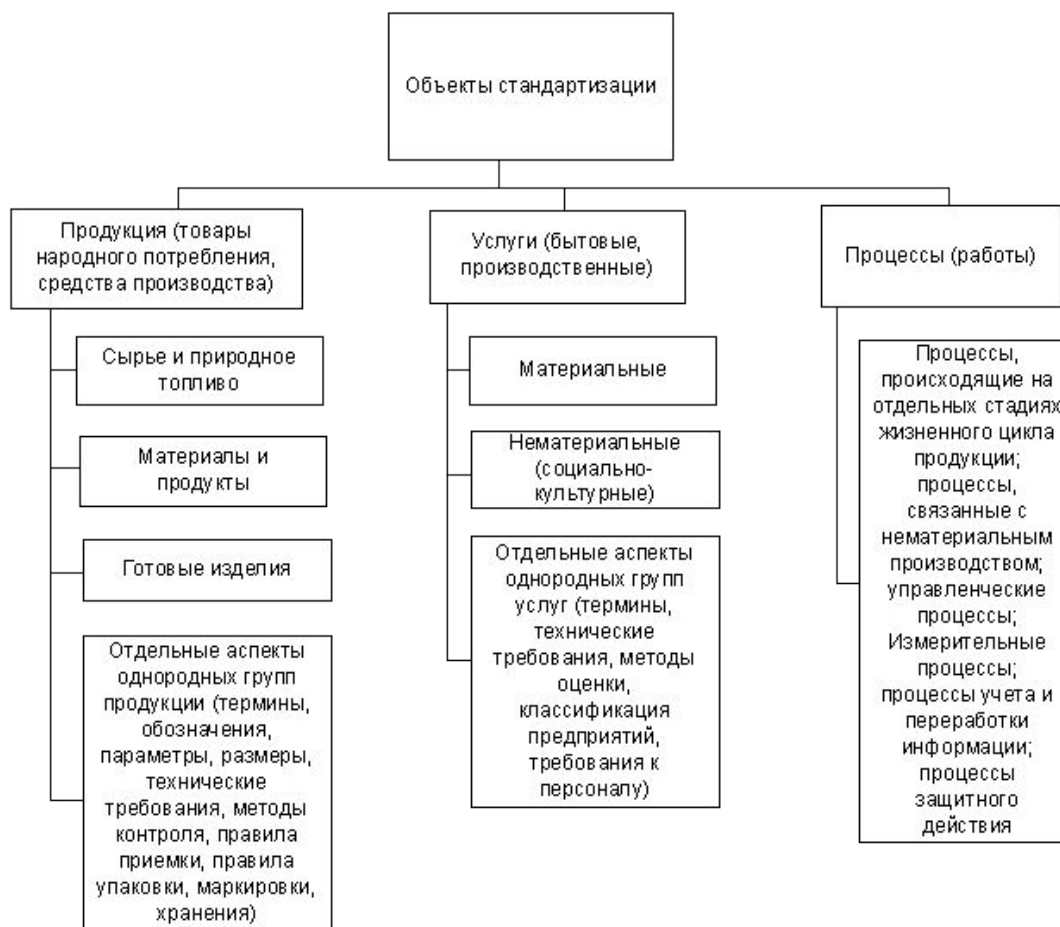 Объекты стандартизации
Продукция (товары
народного потребления,
средства производства)
Сырье и природное
топливо
Материалы и
продукты
Готовые изделия
Отдельные аспекты
однородных групп
продукции (термины,
обозначения,
параметры, размеры,
технические
требования, методы
контроля, правила
приемки, правила
упаковки, маркировки,
хранения)
Услуги (бытовые,
производственные)
Материальные
Нематериальные
(социально-
культурные)
Отдельные аспекты
однородных групп
услуг (термины,
технические
требования, методы
оценки,
классификация
предприятий,
требования к
персоналу)
Процессы (работы)
Процессы,
происходящие на
отдельных стадиях
жизненного цикла
продукции;
процессы,
связанные с
нематериальным
производством;
управленческие
процессы;
Измерительные
процессы;
процессы учета и
переработки
информации;
процессы
защитного
действия